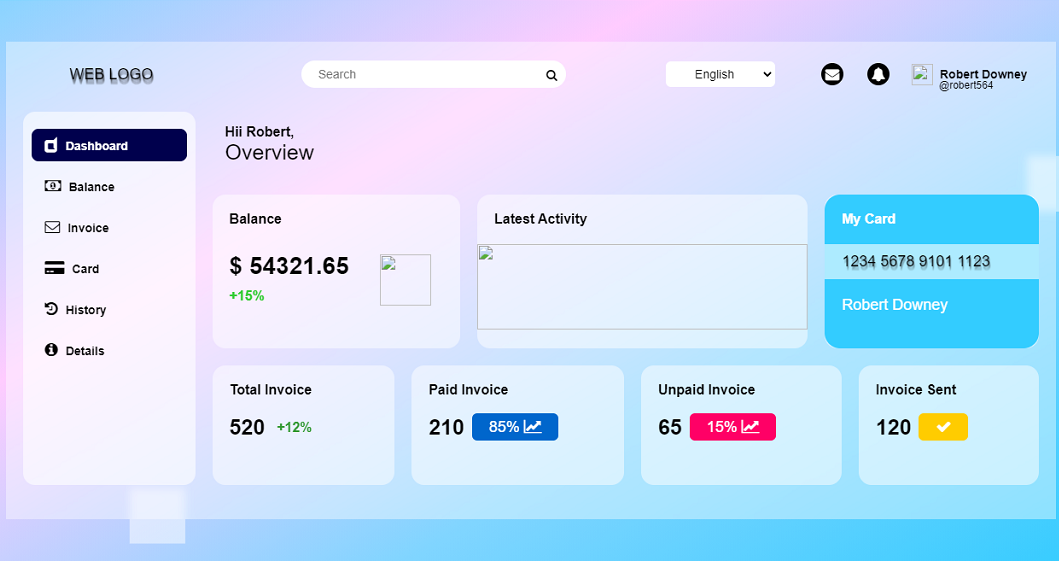 WEB LOGO
Search
English
Robert Downey
@robert564
Dashboard
Balance
Invoice
Card
History
Details
Hii Robert,
Overview
Balance
$ 54321.65
+15%
Latest Activity
My Card
1234 5678 9101 1123
Robert Downey
Total Invoice
520 +12%
Paid Invoice
210 85%
Unpaid Invoice
65 15%
Invoice Sent
120